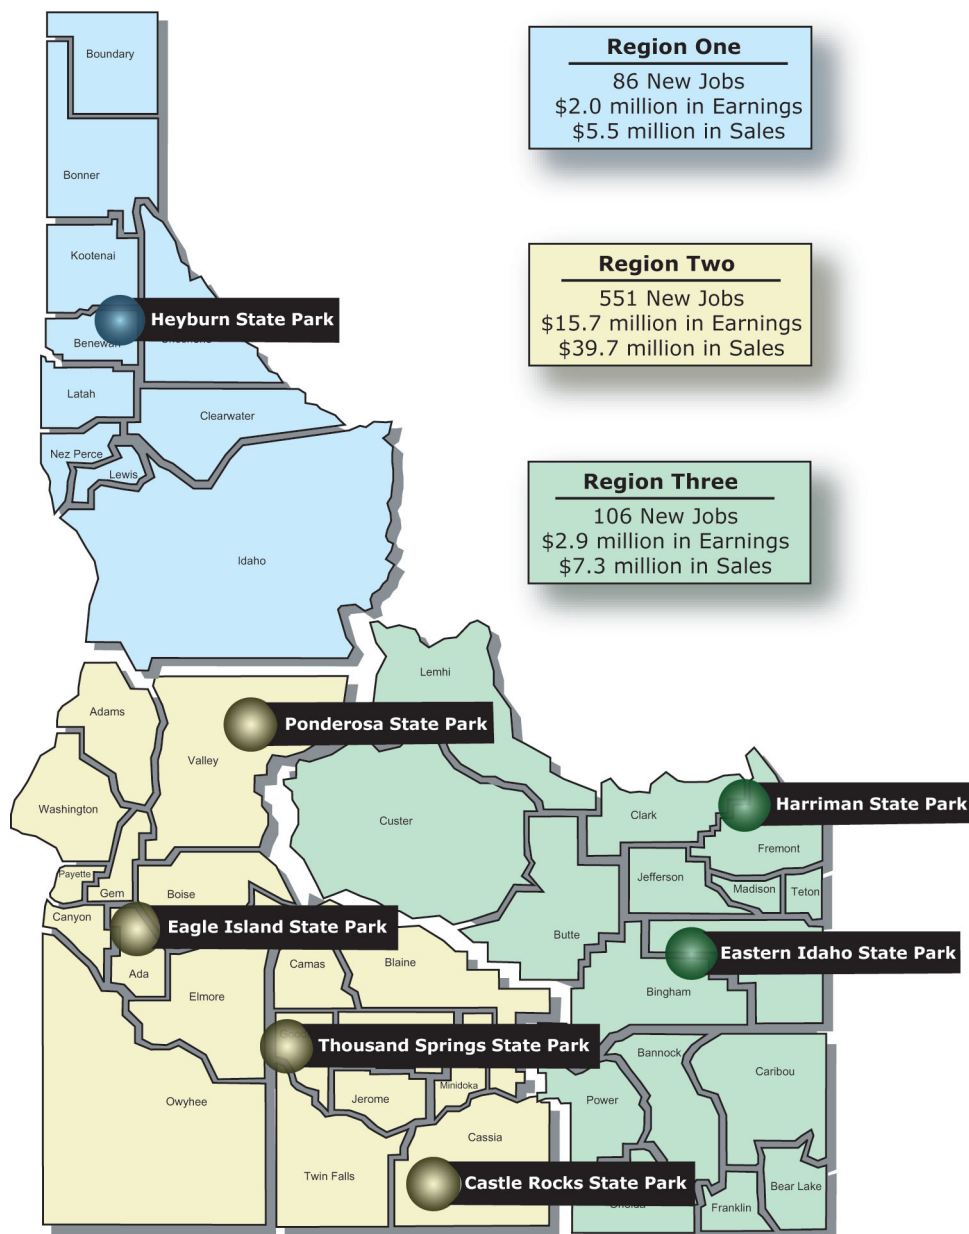 Boundary
Region One
86 New Jobs
$2.0 million in Earnings
$5.5 million in Sales
Bonner
Kootenai
Region Two
551 New Jobs
$15.7 million in Earnings
$39.7 million in Sales
Heyburn State Park
Benewah
Latah
Clearwater
Nez Perce
Lewis
Region Three
106 New Jobs
$2.9 million in Earnings
$7.3 million in Sales
Idaho
Lemhi
Adams
Ponderosa State Park
Valley
Washington
Custer
Harriman State Park
Clark
Fremont
Payette
Gem
Boise
Jefferson
Madison
Teton
Canyon
Eagle Island State Park
Butte
Eastern Idaho State Park
Ada
Camas
Blaine
Elmore
Bingham
Thousand Springs State Park
Bannock
Caribou
Minidoka
Jerome
Owyhee
Power
Cassia
Twin Falls
Castle Rocks State Park
Bear Lake
Oneida
Franklin